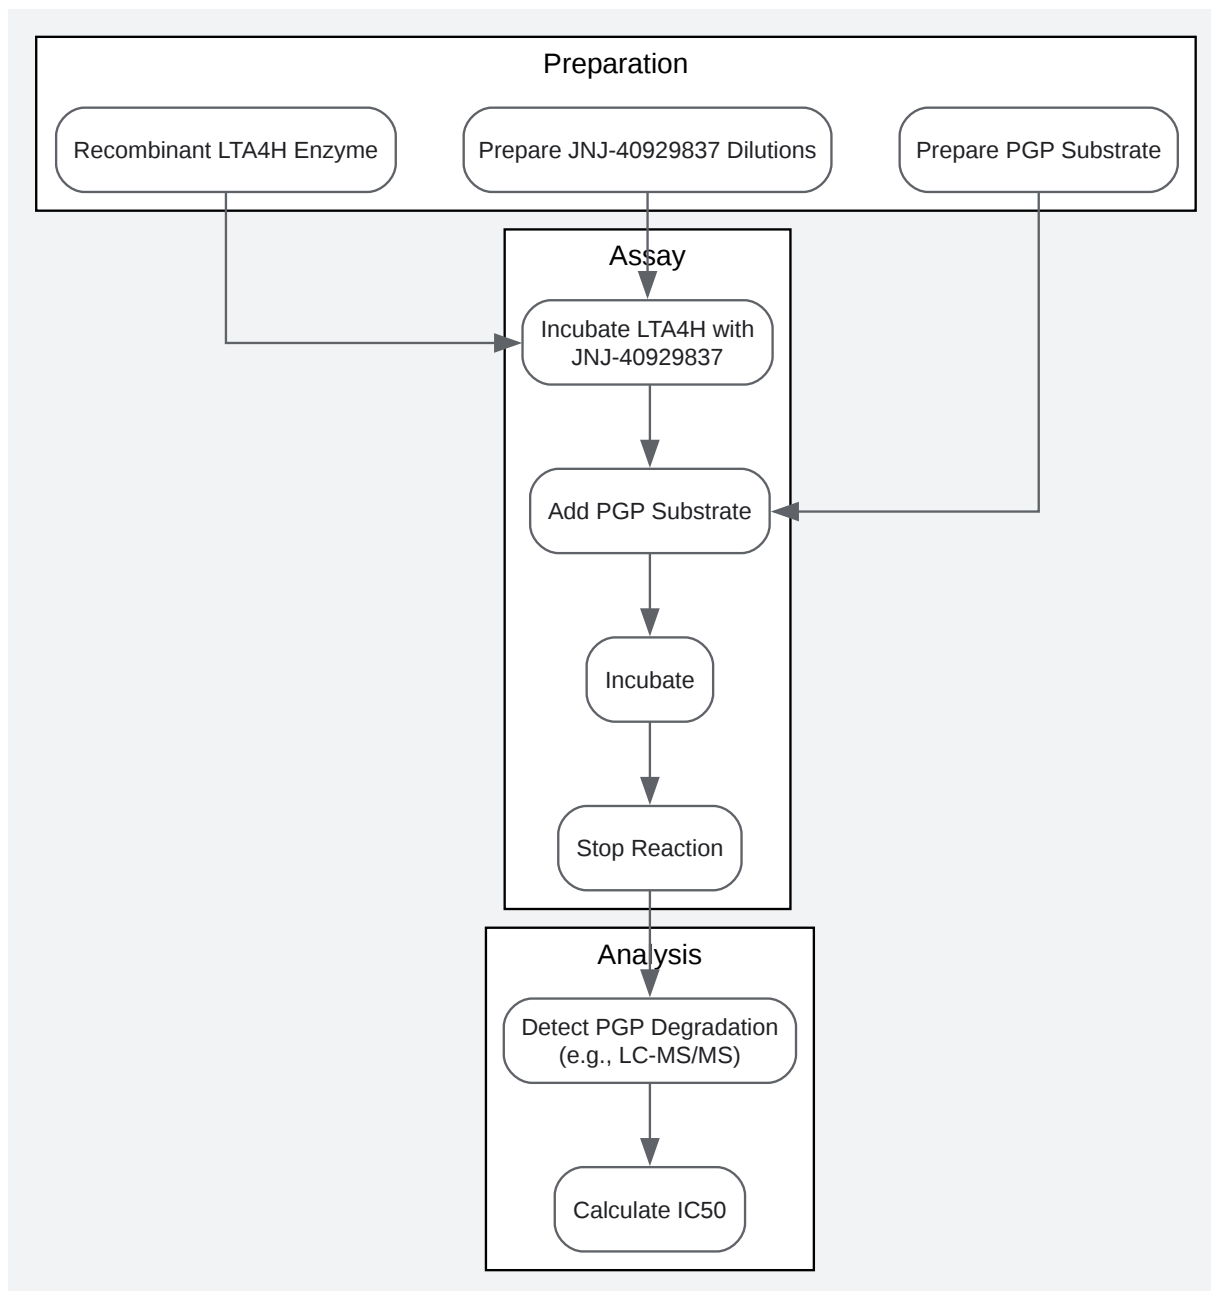 Preparation
Recombinant LTA4H Enzyme
Prepare JNJ-40929837 Dilutions
Prepare PGP Substrate
Assay
Incubate LTA4H with
JNJ-40929837
Add PGP Substrate
Incubate
Stop Reaction
Analysis
Detect PGP Degradation
(e.g., LC-MS/MS)
Calculate IC50